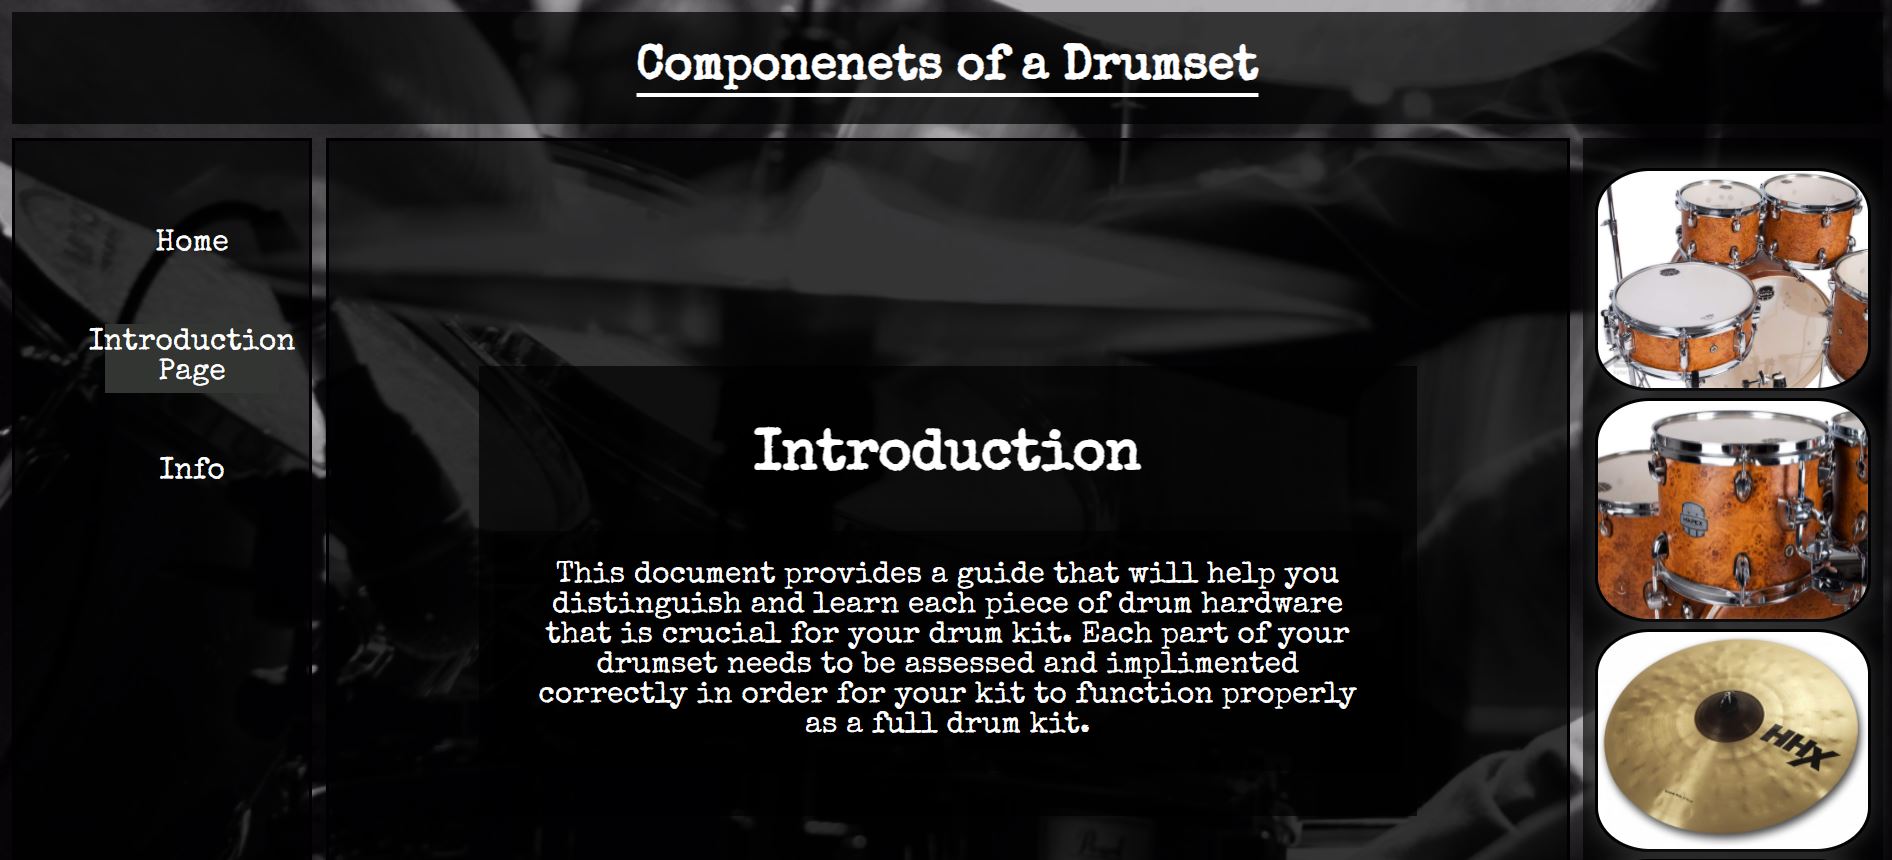 Componenets of a Drumset
Home
Introduction
Page
Info
Introduction
This document provides a guide that will help you
distinguish and learn each piece of drum hardware
that is crucial for your drum kit. Each part of your
drumset needs to be assessed and implimented
correctly in order for your kit to function properly
as a full drum kit.
MAPEX
HHX